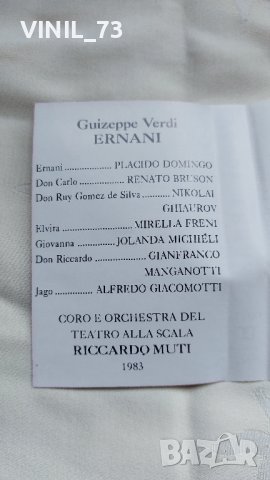 VINIL_73
Guizeppe Verdi
ERNANI
Ernani .................. PLACIDO DOMINGO
Don Carlo ............ RENATO BRUSON
Don Ruy Gomez de Silva ......... NIKOLAI
GHIAUROV
Elvira ................ MIRELLA FRENI
Giovanna ...... JOLANDA MICHIELI
Don Riccardo ............... GIANFRANCO
MANGANOTTI
Jago .............. ALFREDO GIACOMOTTI
CORO E ORCHESTRA DEL
TEATRO ALLA SCALA
RICCARDO MUTI
1983
BAZAR
bg